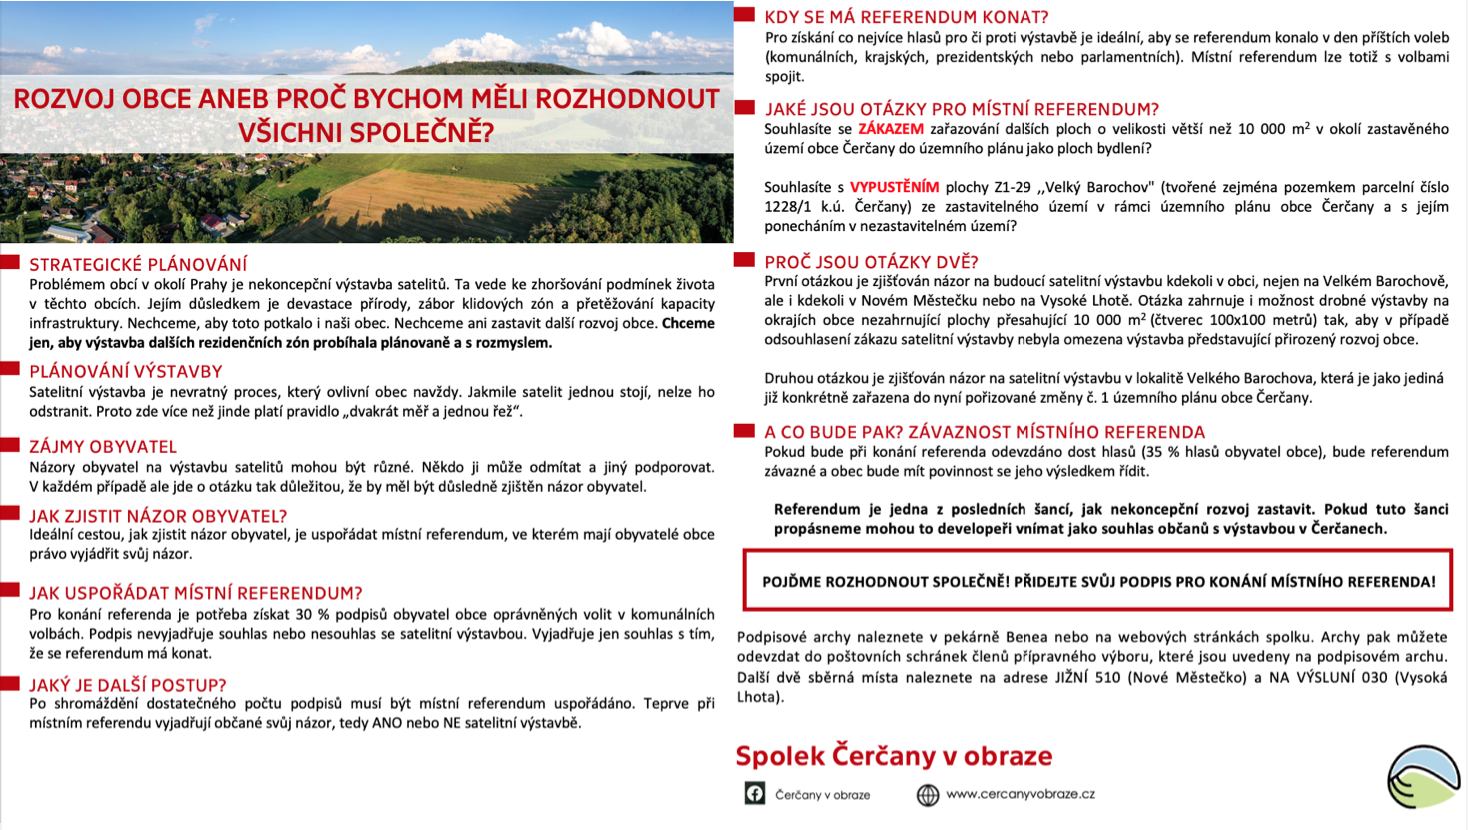 ROZVOJ OBCE ANEB PROČ BYCHOM MĚLI ROZHODNOUT
VŠICHNI SPOLEČNĚ?
STRATEGICKÉ PLÁNOVÁNÍ
Problémem obcí v okolí Prahy je nekoncepční výstavba satelitů. Ta vede ke zhoršování podmínek života
v těchto obcích. Jejím důsledkem je devastace přírody, zábor klidových zón a přetěžování kapacity
infrastruktury. Nechceme, aby toto potkalo i naši obec. Nechceme ani zastavit další rozvoj obce. Chceme
jen, aby výstavba dalších rezidenčních zón probíhala plánovaně a s rozmyslem.
PLÁNOVÁNÍ VÝSTAVBY
Satelitní výstavba je nevratný proces, který ovlivní obec navždy. Jakmile satelit jednou stojí, nelze ho
odstranit. Proto zde více než jinde platí pravidlo „dvakrát měř a jednou řež“.
ZÁJMY OBYVATEL
Názory obyvatel na výstavbu satelitů mohou být různé. Někdo ji může odmítat a jiný podporovat.
V každém případě ale jde o otázku tak důležitou, že by měl být důsledně zjištěn názor obyvatel.
JAK ZJISTIT NÁZOR OBYVATEL?
Ideální cestou, jak zjistit názor obyvatel, je uspořádat místní referendum, ve kterém mají obyvatelé obce
právo vyjádřit svůj názor.
JAK USPOŘÁDAT MÍSTNÍ REFERENDUM?
Pro konání referenda je potřeba získat 30 % podpisů obyvatel obce oprávněných volit v komunálních
volbách. Podpis nevyjadřuje souhlas nebo nesouhlas se satelitní výstavbou. Vyjadřuje jen souhlas s tím,
že se referendum má konat.
JAKÝ JE DALŠÍ POSTUP?
Po shromáždění dostatečného počtu podpisů musí být místní referendum uspořádáno. Teprve při
místním referendu vyjadřují občané svůj názor, tedy ANO nebo NE satelitní výstavbě.
KDY SE MÁ REFERENDUM KONAT?
Pro získání co nejvíce hlasů pro či proti výstavbě je ideální, aby se referendum konalo v den příštích voleb
(komunálních, krajských, prezidentských nebo parlamentních). Místní referendum lze totiž s volbami
spojit.
JAKÉ JSOU OTÁZKY PRO MÍSTNÍ REFERENDUM?
Souhlasíte se ZÁKAZEM zařazování dalších ploch o velikosti větší než 10 000 m² v okolí zastavěného
území obce Čerčany do územního plánu jako ploch bydlení?
Souhlasíte s VYPUSTĚNÍM plochy Z1-29 ,,Velký Barochov" (tvořené zejména pozemkem parcelní číslo
1228/1 k.ú. Čerčany) ze zastavitelného území v rámci územního plánu obce Čerčany a s jejím
ponecháním v nezastavitelném území?
PROČ JSOU OTÁZKY DVĚ?
První otázkou je zjišťován názor na budoucí satelitní výstavbu kdekoli v obci, nejen na Velkém Barochově,
ale i kdekoli v Novém Městečku nebo na Vysoké Lhotě. Otázka zahrnuje i možnost drobné výstavby na
okrajích obce nezahrnující plochy přesahující 10 000 m² (čtverec 100x100 metrů) tak, aby v případě
odsouhlasení zákazu satelitní výstavby nebyla omezena výstavba představující přirozený rozvoj obce.
Druhou otázkou je zjišťován názor na satelitní výstavbu v lokalitě Velkého Barochova, která je jako jediná
již konkrétně zařazena do nyní pořizované změny č. 1 územního plánu obce Čerčany.
A CO BUDE PAK? ZÁVAZNOST MÍSTNÍHO REFERENDA
Pokud bude při konání referenda odevzdáno dost hlasů (35 % hlasů obyvatel obce), bude referendum
závazné a obec bude mít povinnost se jeho výsledkem řídit.
Referendum je jedna z posledních šancí, jak nekoncepční rozvoj zastavit. Pokud tuto šanci
propásneme mohou to developeři vnímat jako souhlas občanů s výstavbou v Čerčanech.
POJĎME ROZHODNOUT SPOLEČNĚ! PŘIDEJTE SVŮJ PODPIS PRO KONÁNÍ MÍSTNÍHO REFERENDA!
Podpisové archy naleznete v pekárně Benea nebo na webových stránkách spolku. Archy pak můžete
odevzdat do poštovních schránek členů přípravného výboru, které jsou uvedeny na podpisovém archu.
Další dvě sběrná místa naleznete na adrese JIŽNÍ 510 (Nové Městečko) a NA VÝSLUNÍ 030 (Vysoká
Lhota).
Spolek Čerčany v obraze
Čerčany v obraze
www.cercanyvobraze.cz